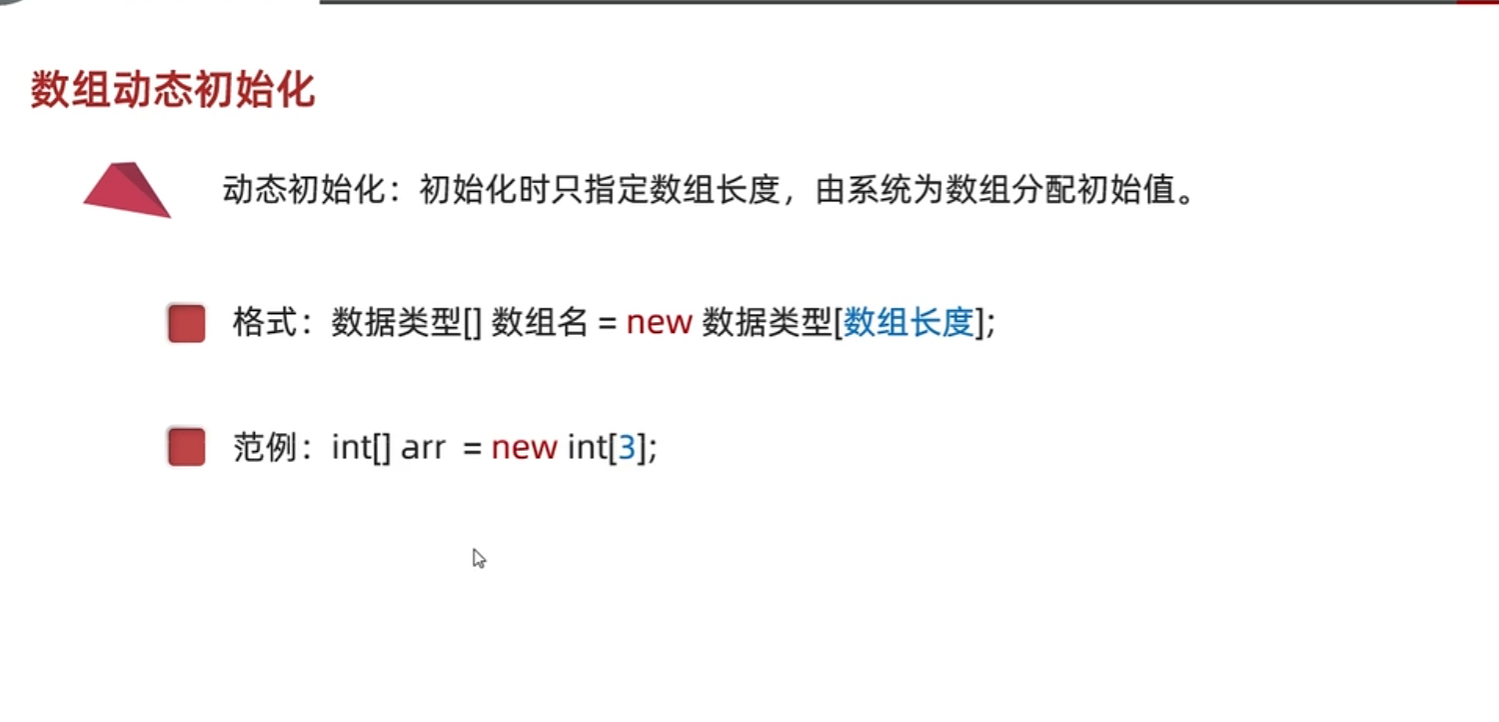 数组动态初始化
动态初始化：初始化时只指定数组长度，由系统为数组分配初始值。
格式：数据类型[] 数组名 = new 数据类型[数组长度];
范例：int[] arr = new int[3];